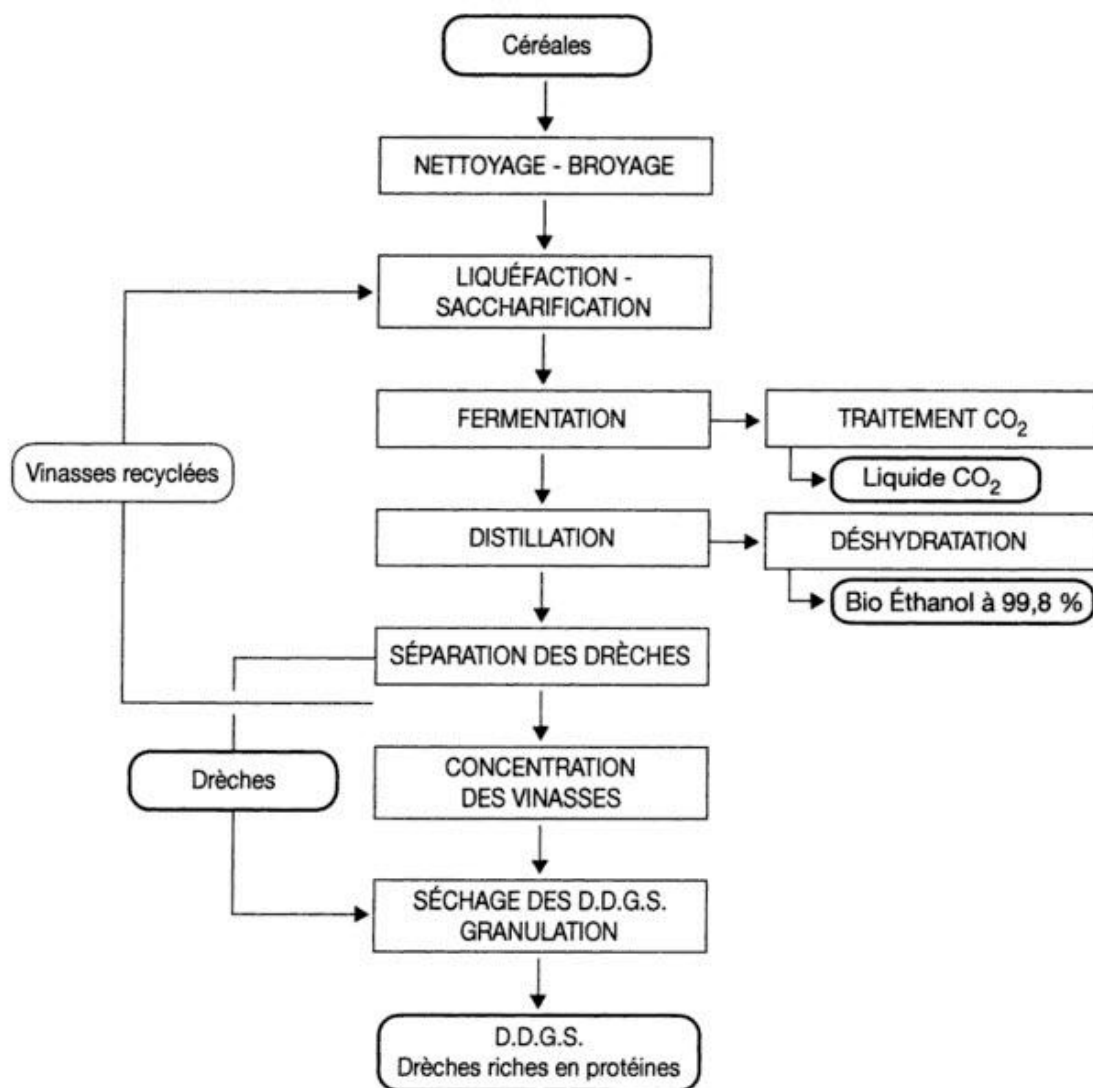 Céréales
NETTOYAGE - BROYAGE
LIQUÉFACTION -
SACCHARIFICATION
FERMENTATION
TRAITEMENT CO₂
Vinasses recyclées
Liquide CO₂
DISTILLATION
DÉSHYDRATATION
Bio Éthanol à 99,8 %
SÉPARATION DES DRÈCHES
Drèches
CONCENTRATION
DES VINASSES
SÉCHAGE DES D.D.G.S.
GRANULATION
D.D.G.S.
Drèches riches en protéines